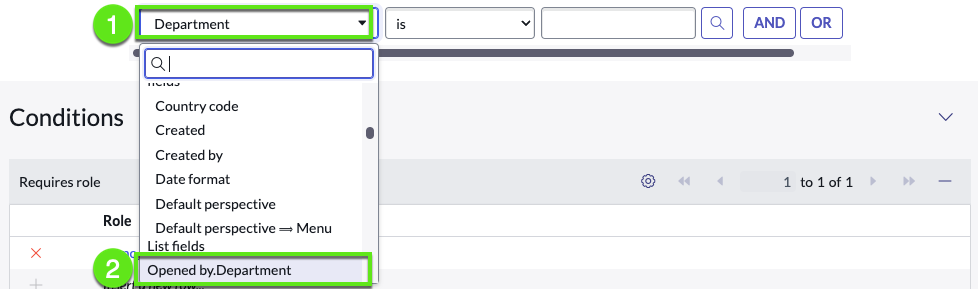 1 Department is AND OR
fields
Country code
Conditions
Created
Created by
Date format
Requires role 1 to 1 of 1
Default perspective
Role
Default perspective ⟹ Menu
List fields
2 Opened by.Department